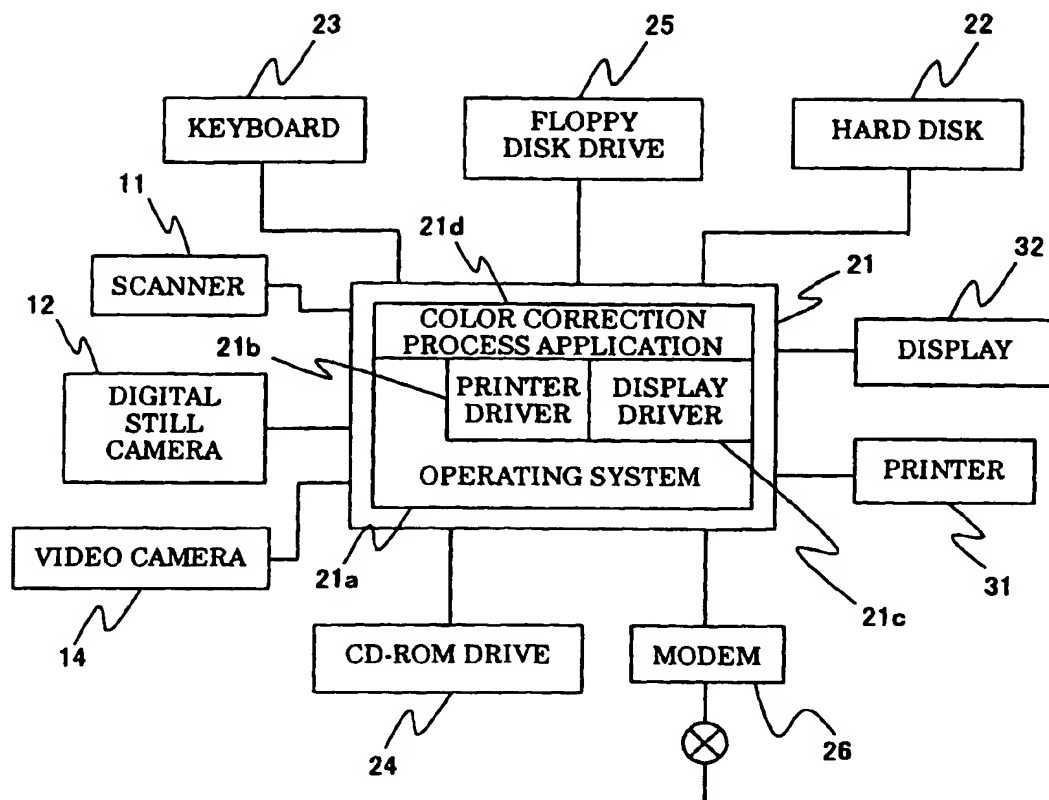 23
25
22
KEYBOARD
FLOPPY
DISK DRIVE
HARD DISK
11
21d
21
32
SCANNER
12
21b
COLOR CORRECTION
PROCESS APPLICATION
DISPLAY
DIGITAL
STILL
CAMERA
PRINTER
DRIVER
DISPLAY
DRIVER
OPERATING SYSTEM
PRINTER
VIDEO CAMERA
21a
31
14
21c
CD-ROM DRIVE
MODEM
24
26